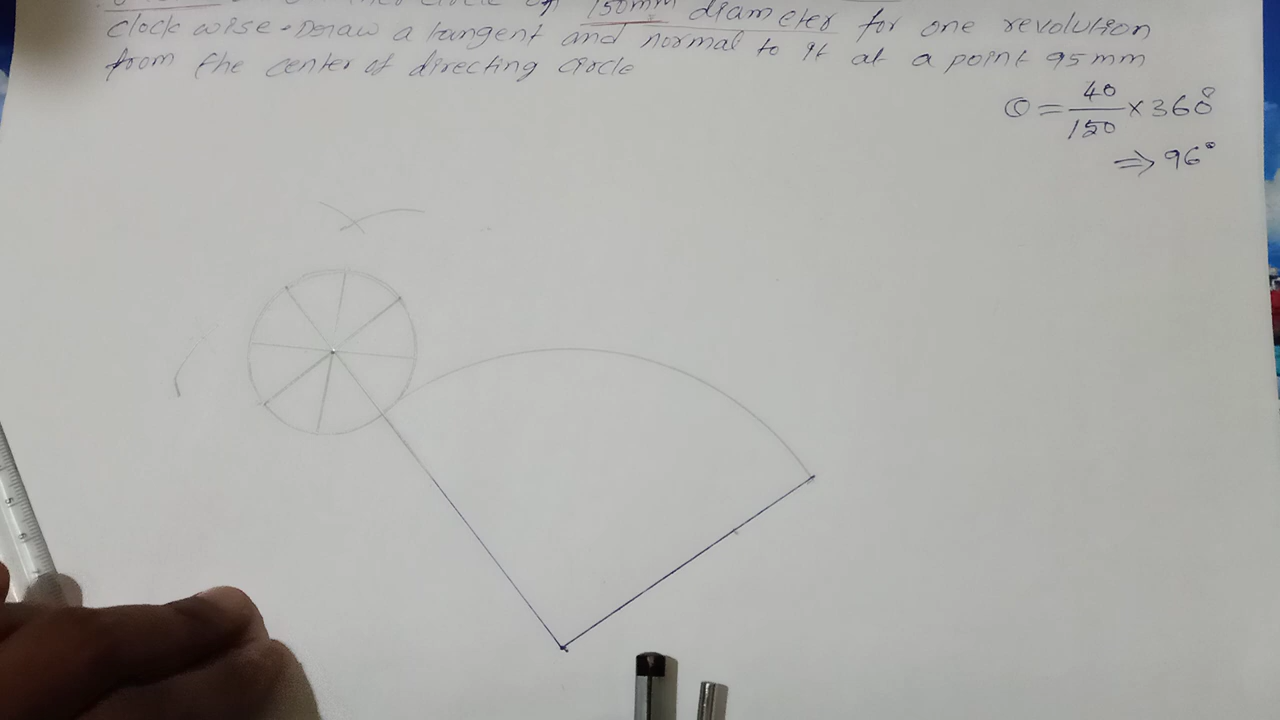 150mm diameter
clock wise. Draw a tangent and normal to it at a point 95mm
from the center of directing circle
for one revolution
θ = 40/150 × 360°
⇒ 96°